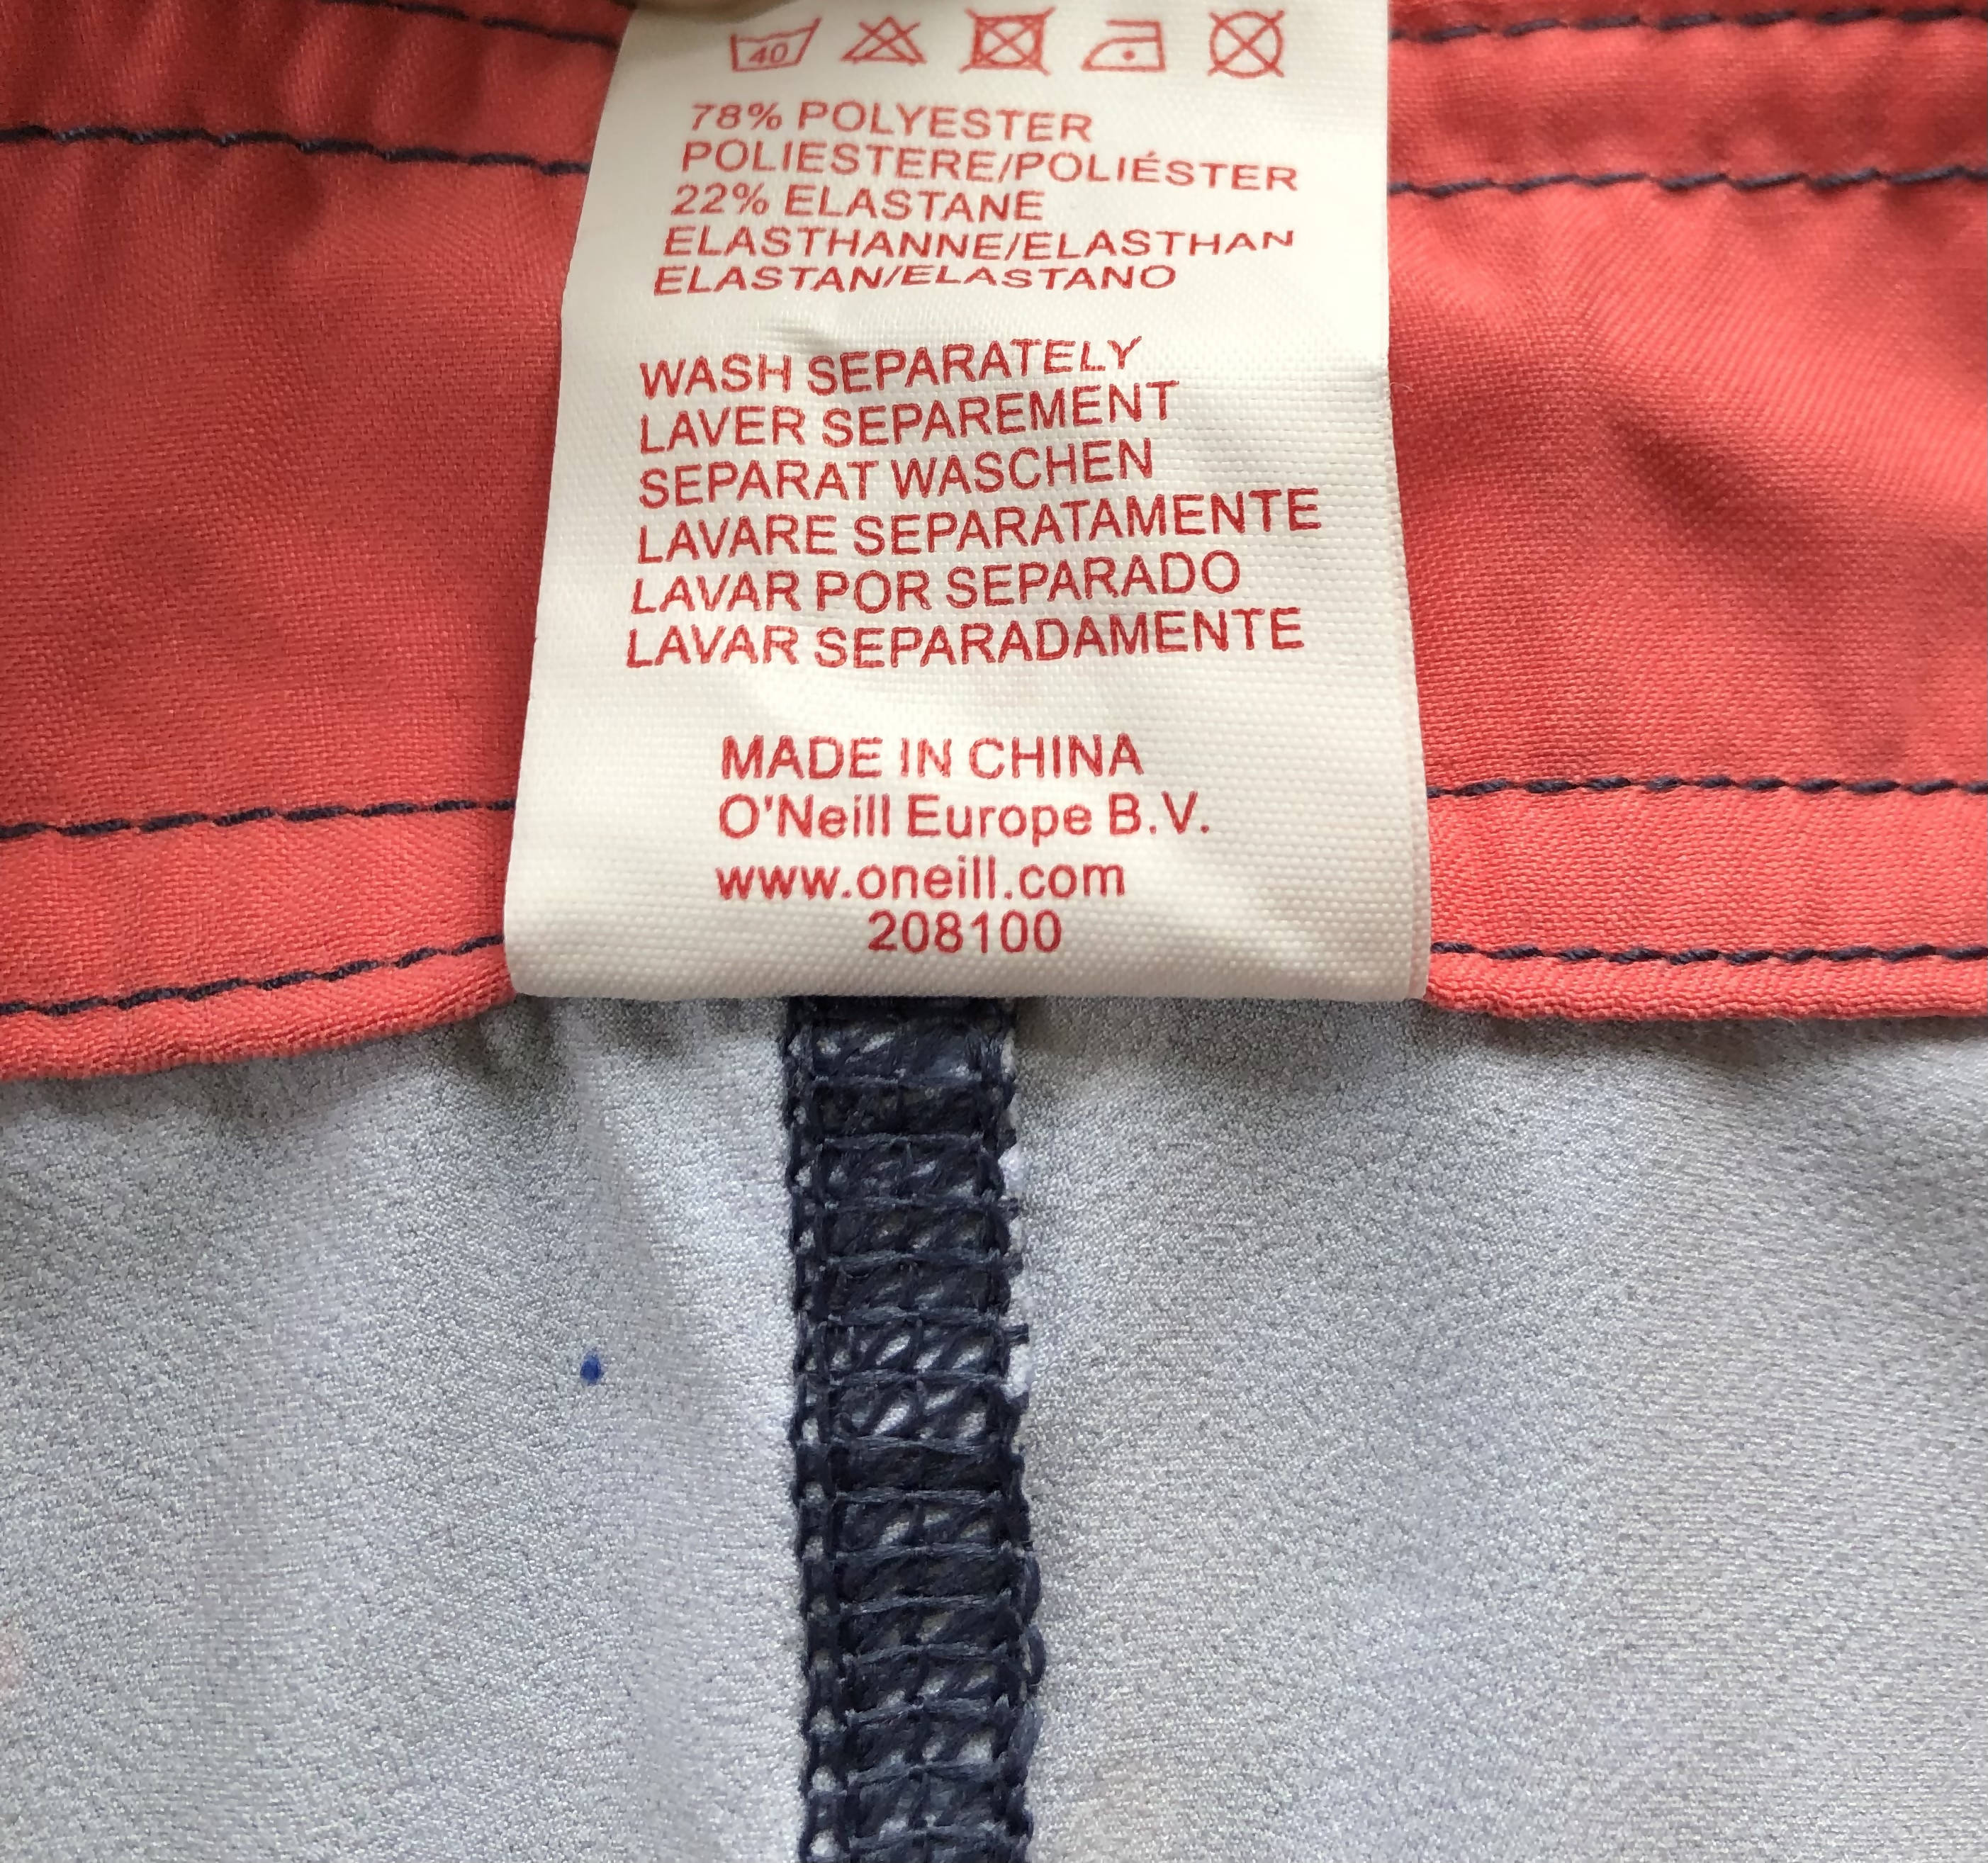 40
78% POLYESTER
POLIESTERE/POLIÉSTER
22% ELASTANE
ELASTHANNE/ELASTHAN
ELASTAN/ELASTANO
WASH SEPARATELY
LAVER SEPAREMENT
SEPARAT WASCHEN
LAVARE SEPARATAMENTE
LAVAR POR SEPARADO
LAVAR SEPARADAMENTE
MADE IN CHINA
O'Neill Europe B.V.
www.oneill.com
208100